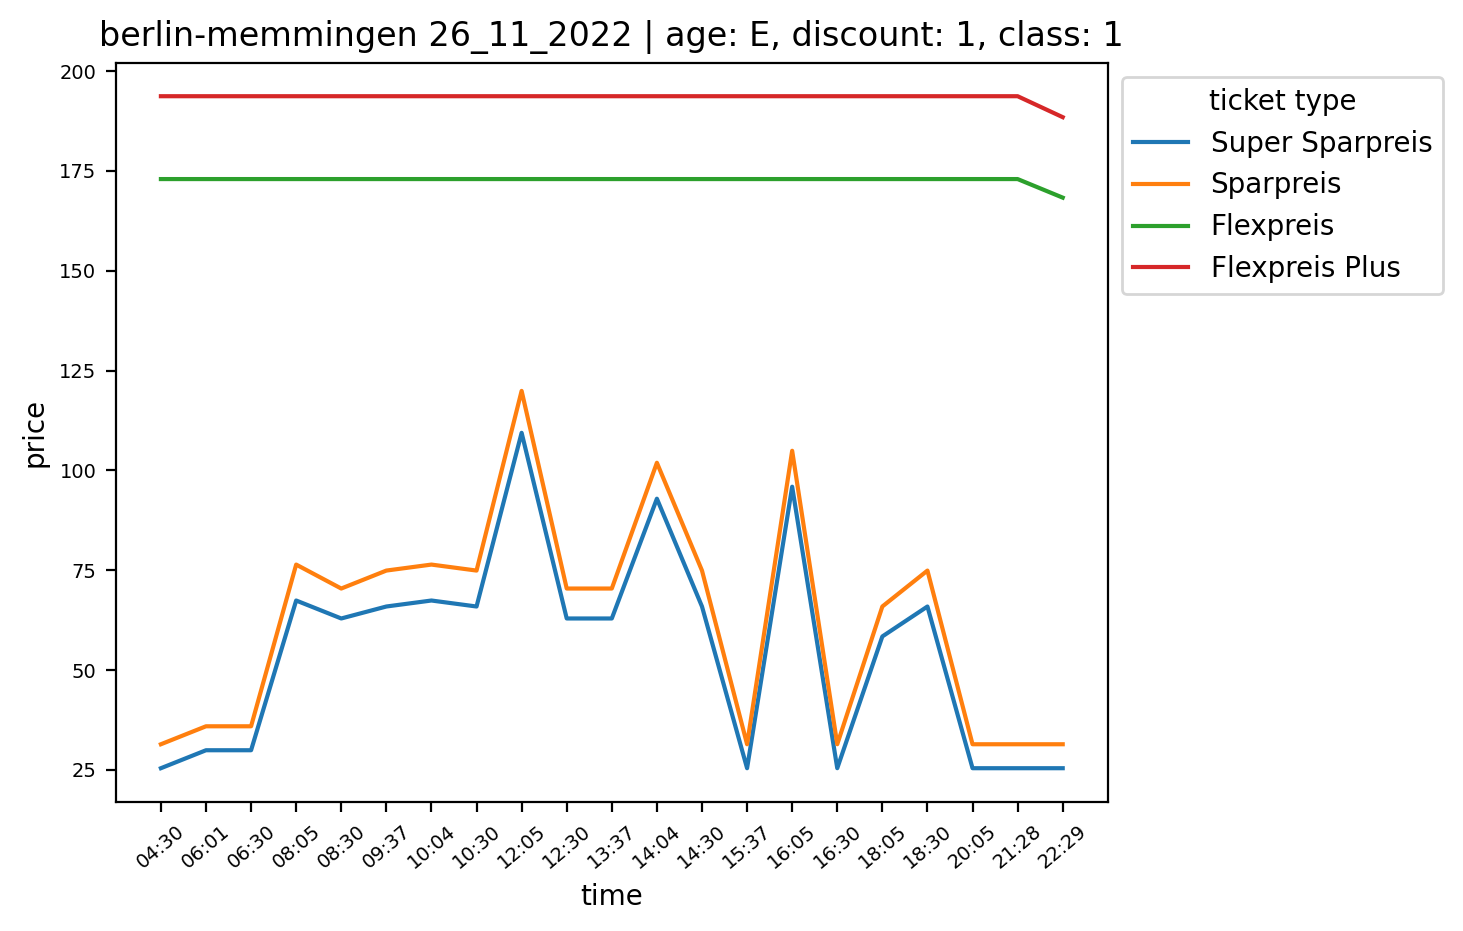 berlin-memmingen 26_11_2022 | age: E, discount: 1, class: 1
ticket type
Super Sparpreis
Sparpreis
Flexpreis
Flexpreis Plus
price
200
175
150
125
100
75
50
25
04:30 06:01 06:30 08:05 08:30 09:37 10:04 10:30 12:05 12:30 13:37 14:04 14:30 15:37 16:05 16:30 18:05 18:30 20:05 21:28 22:29
time